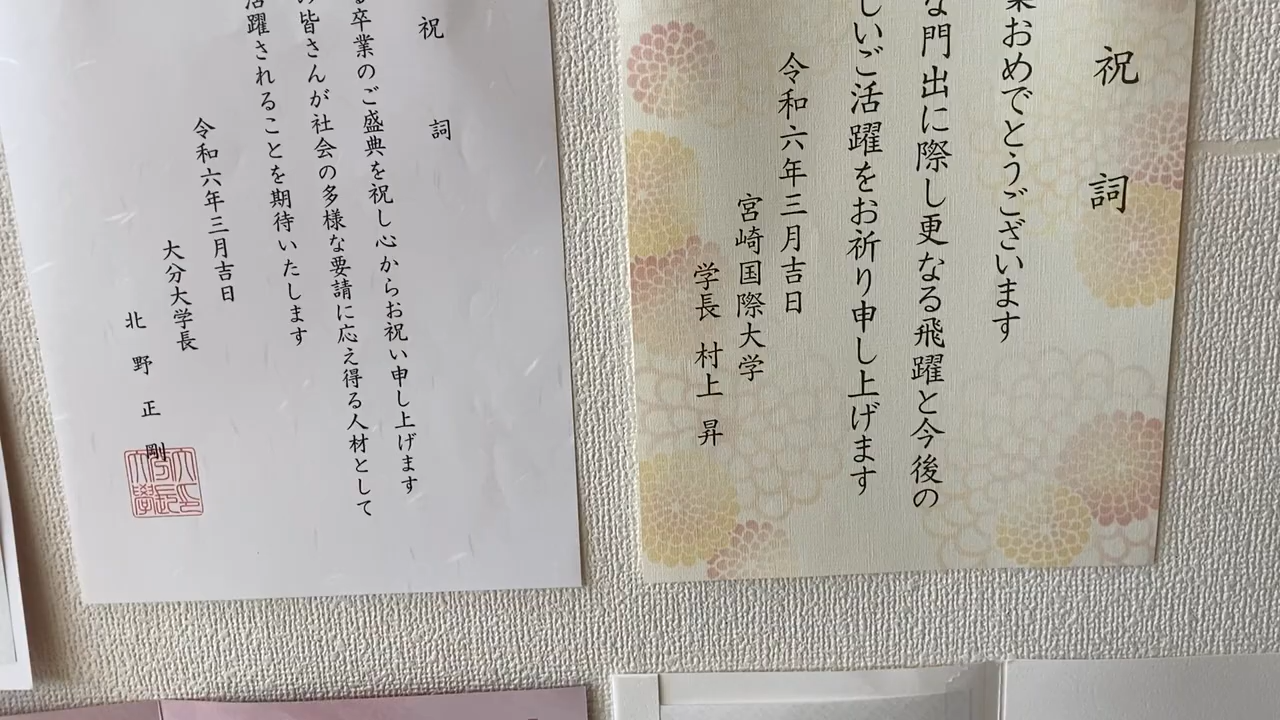 祝詞
業おめでとうございます
な門出に際し更なる飛躍と今後の
しいご活躍をお祈り申し上げます
令和六年三月吉日
宮崎国際大学
学長 村上 昇
祝詞
る卒業のご盛典を祝し心からお祝い申し上げます
の皆さんが社会の多様な要請に応え得る人材として
活躍されることを期待いたします
令和六年三月吉日
大分大学長
北野正剛